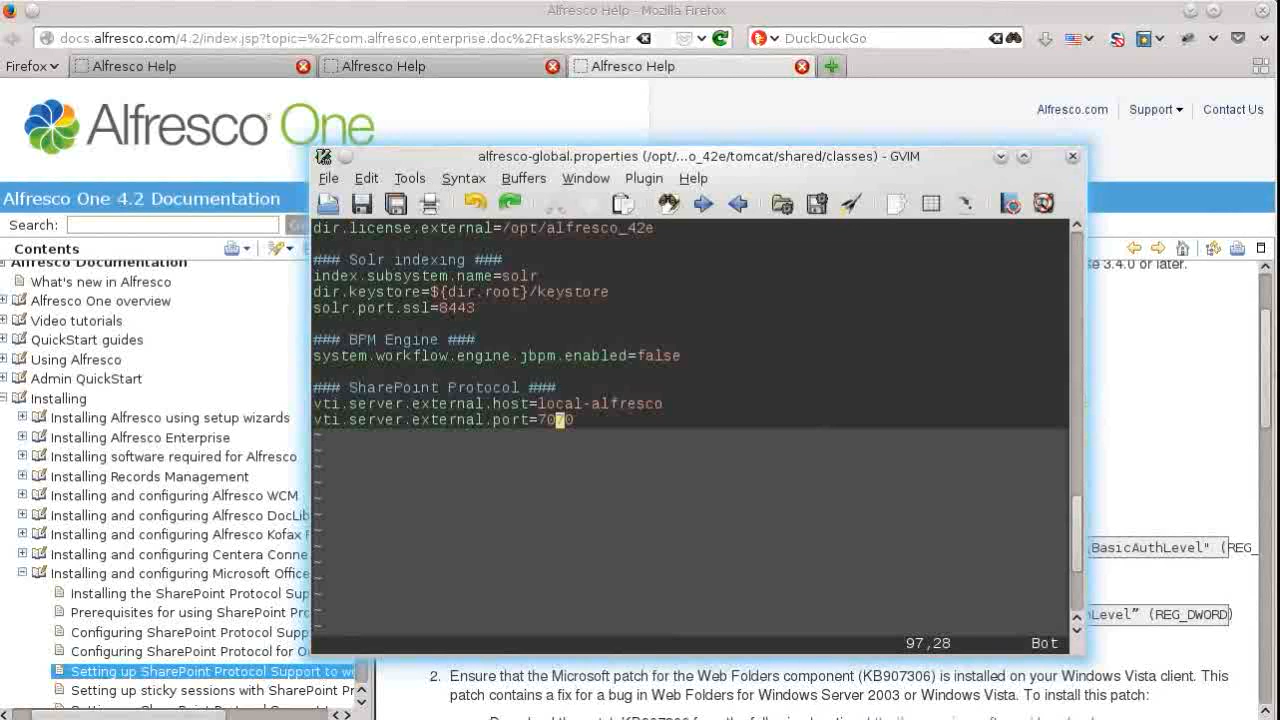 Alfresco Help - Mozilla Firefox
docs.alfresco.com/4.2/index.jsp?topic=%2Fcom.alfresco.enterprise.doc%2Ftasks%2FShar
DuckDuckGo
Firefox
Alfresco Help
Alfresco Help
Alfresco Help
Alfresco One
Alfresco.com
Support
Contact Us
Alfresco One 4.2 Documentation
Search:
Contents
Alfresco Documentation
What's new in Alfresco
Alfresco One overview
Video tutorials
QuickStart guides
Using Alfresco
Admin QuickStart
Installing
Installing Alfresco using setup wizards
Installing Alfresco Enterprise
Installing software required for Alfresco
Installing Records Management
Installing and configuring Alfresco WCM
Installing and configuring Alfresco DocLib
Installing and configuring Alfresco Kofax
Installing and configuring Centera Conne
Installing and configuring Microsoft Office
Installing the SharePoint Protocol Sup
Prerequisites for using SharePoint Pr
Configuring SharePoint Protocol Supp
Configuring SharePoint Protocol for O
Setting up SharePoint Protocol Support to w
Setting up sticky sessions with SharePoint Pr
alfresco-global.properties (/opt/...o_42e/tomcat/shared/classes) - GVIM
File Edit Tools Syntax Buffers Window Plugin Help
dir.license.external=/opt/alfresco_42e
### Solr indexing ###
index.subsystem.name=solr
dir.keystore=${dir.root}/keystore
solr.port.ssl=8443
### BPM Engine ###
system.workflow.engine.jbpm.enabled=false
### SharePoint Protocol ###
vti.server.external.host=local-alfresco
vti.server.external.port=7070
~
~
~
~
~
~
~
~
~
~
~
~
~
97,28 Bot
se 3.4.0 or later.
BasicAuthLevel" (REG_
hLevel” (REG_DWORD)
2. Ensure that the Microsoft patch for the Web Folders component (KB907306) is installed on your Windows Vista client. This
patch contains a fix for a bug in Web Folders for Windows Server 2003 or Windows Vista. To install this patch: